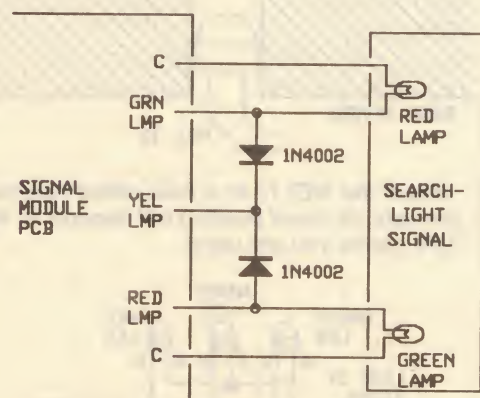 C
GRN
LMP
RED
LAMP
1N4002
SIGNAL
MODULE
PCB
YEL
LMP
SEARCH-
LIGHT
SIGNAL
1N4002
RED
LMP
C
GREEN
LAMP